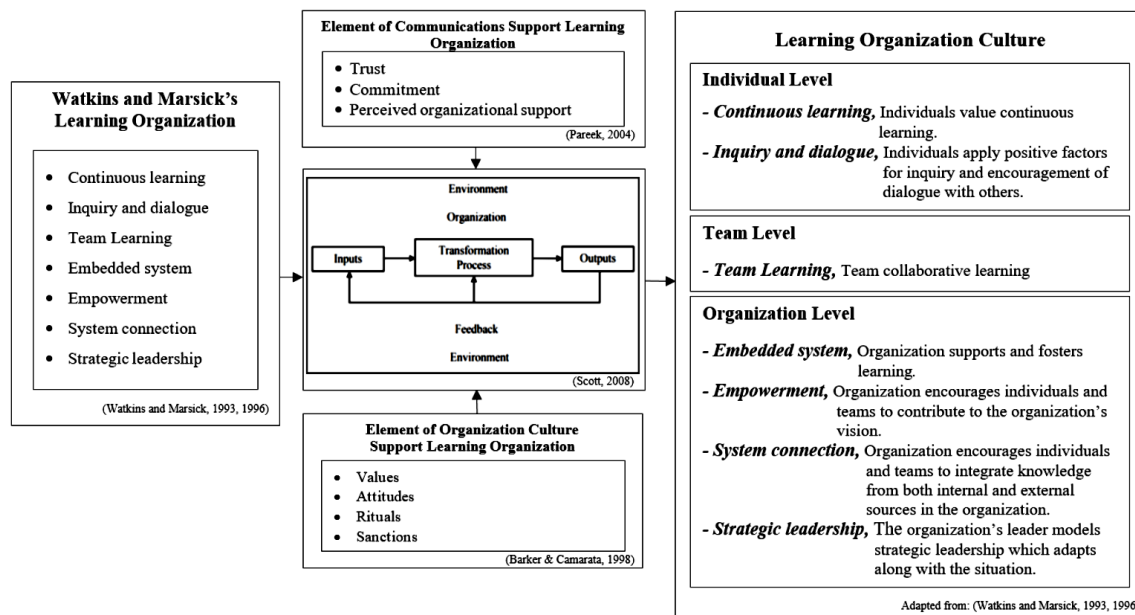 Watkins and Marsick's
Learning Organization
• Continuous learning
• Inquiry and dialogue
• Team Learning
• Embedded system
• Empowerment
• System connection
• Strategic leadership
(Watkins and Marsick, 1993, 1996)
Element of Communications Support Learning
Organization
• Trust
• Commitment
• Perceived organizational support
(Pareek, 2004)
Environment
Organization
Inputs
Transformation
Process
Outputs
Feedback
Environment
(Scott, 2008)
Element of Organization Culture
Support Learning Organization
• Values
• Attitudes
• Rituals
• Sanctions
(Barker & Camarata, 1998)
Learning Organization Culture
Individual Level
- Continuous learning, Individuals value continuous
learning.
- Inquiry and dialogue, Individuals apply positive factors
for inquiry and encouragement of
dialogue with others.
Team Level
- Team Learning, Team collaborative learning
Organization Level
- Embedded system, Organization supports and fosters
learning.
- Empowerment, Organization encourages individuals and
teams to contribute to the organization's
vision.
- System connection, Organization encourages individuals
and teams to integrate knowledge
from both internal and external
sources in the organization.
- Strategic leadership, The organization's leader models
strategic leadership which adapts
along with the situation.
Adapted from: (Watkins and Marsick, 1993, 1996